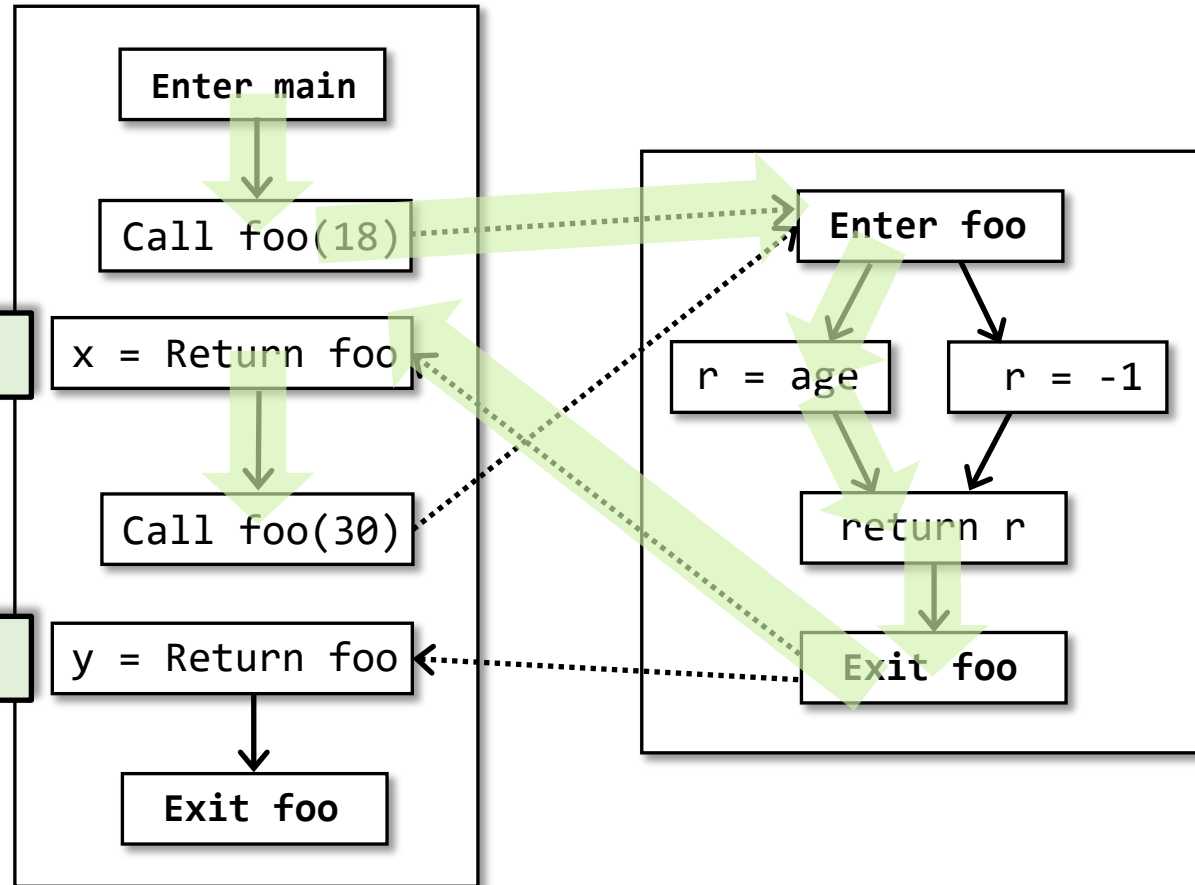 Enter main
Call foo(18)
x = Return foo
Call foo(30)
y = Return foo
Exit foo
Enter foo
r = age
r = -1
return r
Exit foo